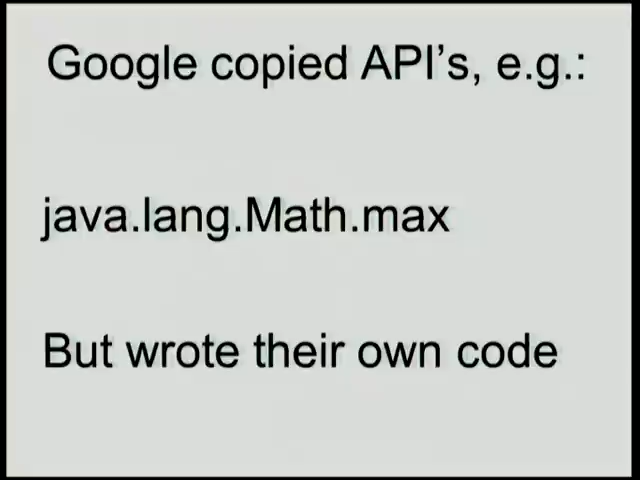 Google copied API's, e.g.:
java.lang.Math.max
But wrote their own code